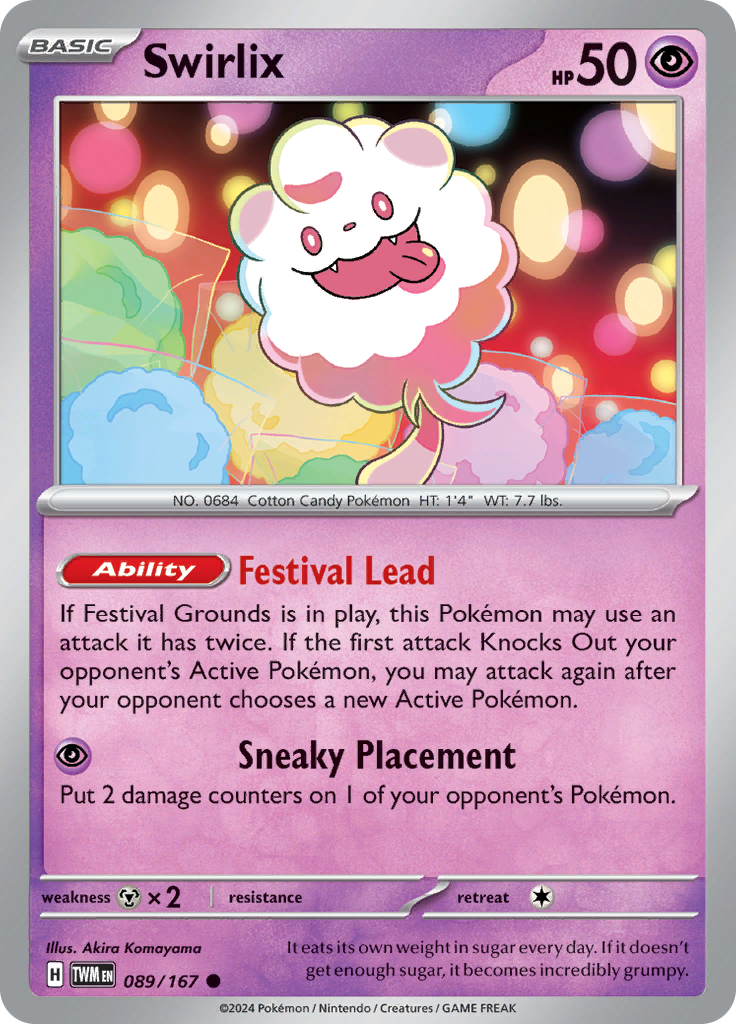 BASIC
Swirlix
HP 50
NO. 0684 Cotton Candy Pokémon HT: 1'4" WT: 7.7 lbs.
Ability Festival Lead
If Festival Grounds is in play, this Pokémon may use an
attack it has twice. If the first attack Knocks Out your
opponent's Active Pokémon, you may attack again after
your opponent chooses a new Active Pokémon.
Sneaky Placement
Put 2 damage counters on 1 of your opponent's Pokémon.
weakness ×2 resistance retreat
Illus. Akira Komayama
It eats its own weight in sugar every day. If it doesn't
get enough sugar, it becomes incredibly grumpy.
H TWM EN 089/167
©2024 Pokémon / Nintendo / Creatures / GAME FREAK